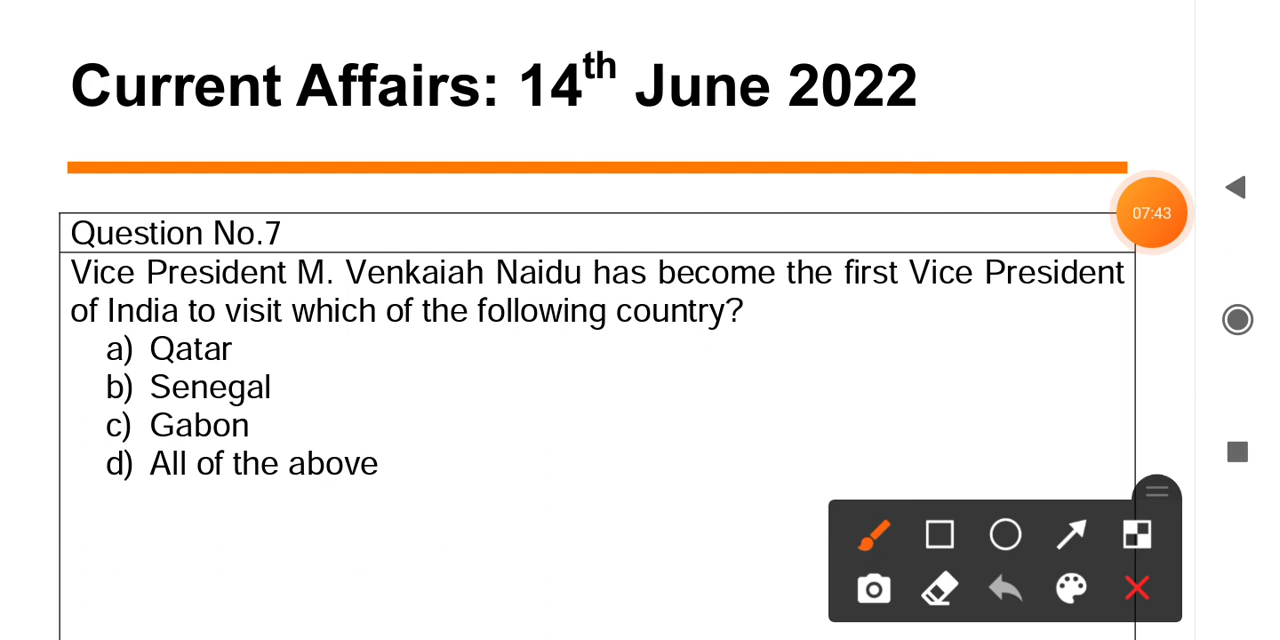 Current Affairs: 14th June 2022
07:43
Question No.7
Vice President M. Venkaiah Naidu has become the first Vice President
of India to visit which of the following country?
a) Qatar
b) Senegal
c) Gabon
d) All of the above